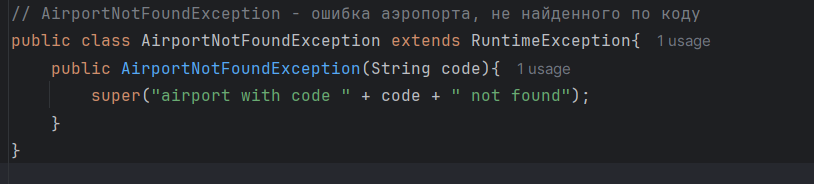 // AirportNotFoundException - ошибка аэропорта, не найденного по коду
public class AirportNotFoundException extends RuntimeException{ 1 usage
    public AirportNotFoundException(String code){ 1 usage
        super("airport with code " + code + " not found");
    }
}